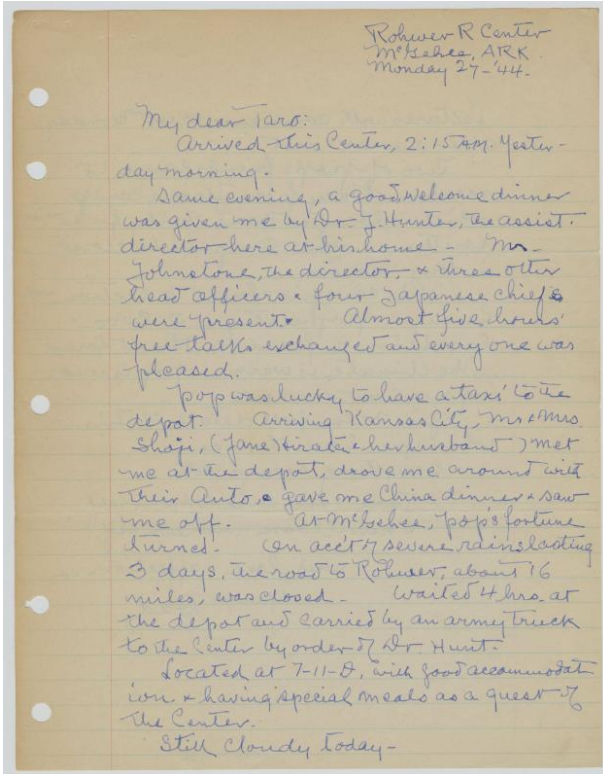 Rohwer R Center
McGehee, ARK
Monday 27-'44.
My dear Taro:
Arrived this Center, 2:15 AM. Yester-
day morning.
Same evening, a good welcome dinner
was given me by Dr. J. Hunter, the assist.
director here at his home - Mr.
Johnstone, the director, & three other
head officers & four Japanese chiefs
were present. Almost five hours'
free talks exchanged and every one was
pleased.
Pop was lucky to have a taxi to the
depot. Arriving Kansas City, Mr & Mrs.
Shoji, (Jane Hirata & her husband) met
me at the depot, drove me around with
their Auto, & gave me China dinner & saw
me off. At McGehee, pop's fortune
turned. On acc't of severe rains lasting
3 days, the road to Rohwer, about 16
miles, was closed - Waited 4 hrs. at
the depot and carried by an army truck
to the Center by order of Dr. Hunt.
Located at 7-11-D, with good accommodat
ion. & having special meals as a guest of
the Center.
Still Cloudy today -